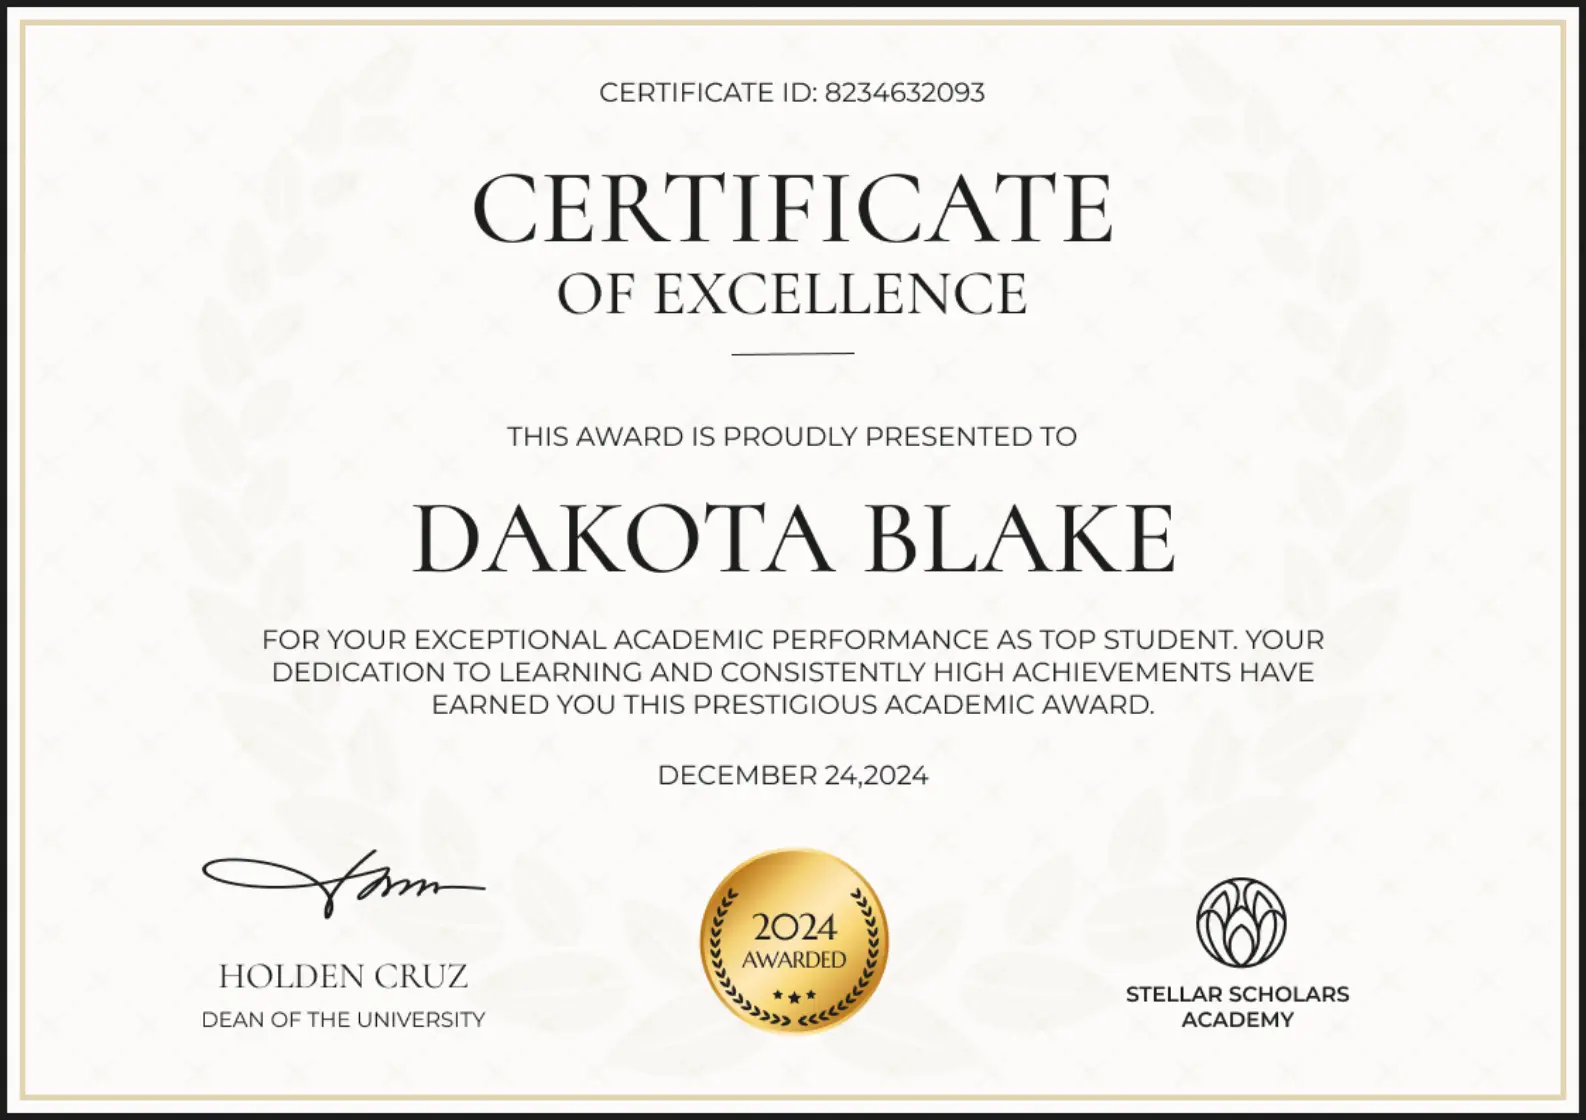 CERTIFICATE ID: 8234632093
CERTIFICATE
OF EXCELLENCE
THIS AWARD IS PROUDLY PRESENTED TO
DAKOTA BLAKE
FOR YOUR EXCEPTIONAL ACADEMIC PERFORMANCE AS TOP STUDENT. YOUR
DEDICATION TO LEARNING AND CONSISTENTLY HIGH ACHIEVEMENTS HAVE
EARNED YOU THIS PRESTIGIOUS ACADEMIC AWARD.
DECEMBER 24,2024
HOLDEN CRUZ
DEAN OF THE UNIVERSITY
2024
AWARDED
STELLAR SCHOLARS
ACADEMY